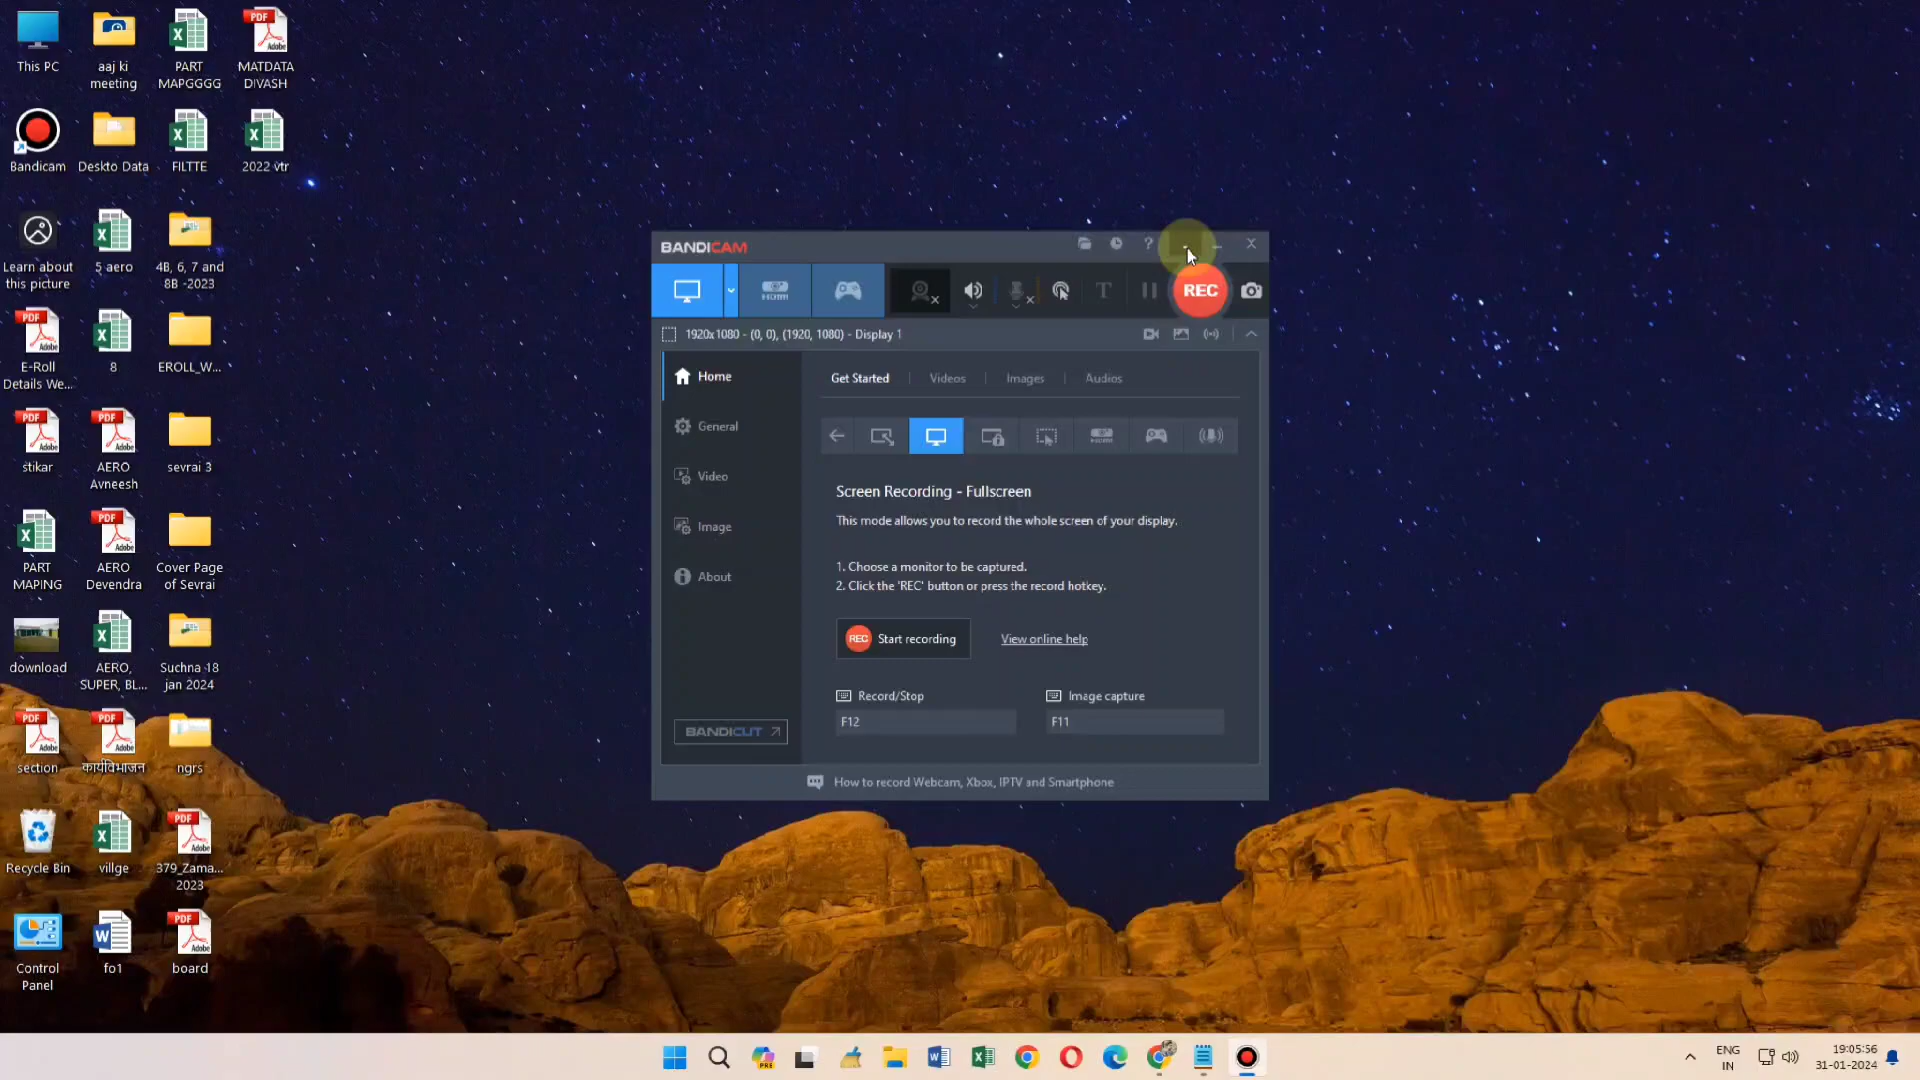 This PC
aaj ki
meeting
PART
MAPGGGG
MATDATA
DIVASH
Bandicam
Deskto Data
FILTTE
2022 vtr
Learn about
this picture
5 aero
4B, 6, 7 and
8B -2023
E-Roll
Details We...
8
EROLL_W...
stikar
AERO
Avneesh
sevrai 3
PART
MAPING
AERO
Devendra
Cover Page
of Sevrai
download
AERO,
SUPER, BL...
Suchna 18
jan 2024
section
कार्यविभाजन
ngrs
Recycle Bin
villge
379_Zama...
2023
Control
Panel
fo1
board
BANDICAM
HDMI
REC
1920x1080 - (0, 0), (1920, 1080) - Display 1
Home
General
Video
Image
About
BANDICUT
Get Started
Videos
Images
Audios
HDMI
Screen Recording - Fullscreen
This mode allows you to record the whole screen of your display.
1. Choose a monitor to be captured.
2. Click the 'REC' button or press the record hotkey.
REC Start recording
View online help
Record/Stop
Image capture
F12
F11
How to record Webcam, Xbox, IPTV and Smartphone
ENG
IN
19:05:56
31-01-2024